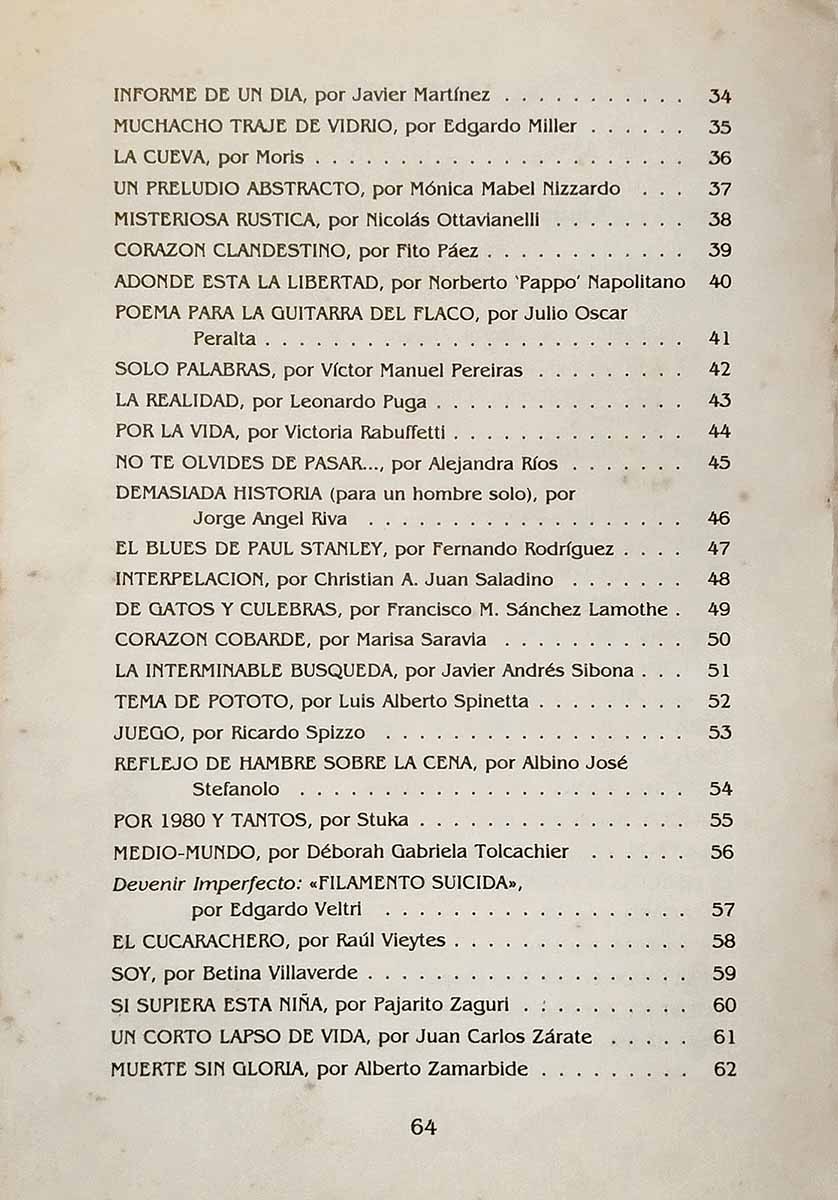 INFORME DE UN DIA, por Javier Martínez . . . . . . . . . . . 34
MUCHACHO TRAJE DE VIDRIO, por Edgardo Miller . . . . . . 35
LA CUEVA, por Moris . . . . . . . . . . . . . . . . . . . . . . . 36
UN PRELUDIO ABSTRACTO, por Mónica Mabel Nizzardo . . . 37
MISTERIOSA RUSTICA, por Nicolás Ottavianelli . . . . . . . . 38
CORAZON CLANDESTINO, por Fito Páez . . . . . . . . . . . . 39
ADONDE ESTA LA LIBERTAD, por Norberto 'Pappo' Napolitano 40
POEMA PARA LA GUITARRA DEL FLACO, por Julio Oscar
Peralta . . . . . . . . . . . . . . . . . . . . . . . . . 41
SOLO PALABRAS, por Víctor Manuel Pereiras . . . . . . . . . 42
LA REALIDAD, por Leonardo Puga . . . . . . . . . . . . . . . 43
POR LA VIDA, por Victoria Rabuffetti . . . . . . . . . . . . . . 44
NO TE OLVIDES DE PASAR..., por Alejandra Ríos . . . . . . . 45
DEMASIADA HISTORIA (para un hombre solo), por
Jorge Angel Riva . . . . . . . . . . . . . . . . . . . 46
EL BLUES DE PAUL STANLEY, por Fernando Rodríguez . . . . 47
INTERPELACION, por Christian A. Juan Saladino . . . . . . . 48
DE GATOS Y CULEBRAS, por Francisco M. Sánchez Lamothe . 49
CORAZON COBARDE, por Marisa Saravia . . . . . . . . . . . 50
LA INTERMINABLE BUSQUEDA, por Javier Andrés Sibona . . . 51
TEMA DE POTOTO, por Luis Alberto Spinetta . . . . . . . . . 52
JUEGO, por Ricardo Spizzo . . . . . . . . . . . . . . . . . . 53
REFLEJO DE HAMBRE SOBRE LA CENA, por Albino José
Stefanolo . . . . . . . . . . . . . . . . . . . . . . . 54
POR 1980 Y TANTOS, por Stuka . . . . . . . . . . . . . . . . 55
MEDIO-MUNDO, por Déborah Gabriela Tolcachier . . . . . . 56
Devenir Imperfecto: «FILAMENTO SUICIDA»,
por Edgardo Veltri . . . . . . . . . . . . . . . . . . 57
EL CUCARACHERO, por Raúl Vieytes . . . . . . . . . . . . . . 58
SOY, por Betina Villaverde . . . . . . . . . . . . . . . . . . . 59
SI SUPIERA ESTA NIÑA, por Pajarito Zaguri . . . . . . . . . . 60
UN CORTO LAPSO DE VIDA, por Juan Carlos Zárate . . . . . 61
MUERTE SIN GLORIA, por Alberto Zamarbide . . . . . . . . . 62
64